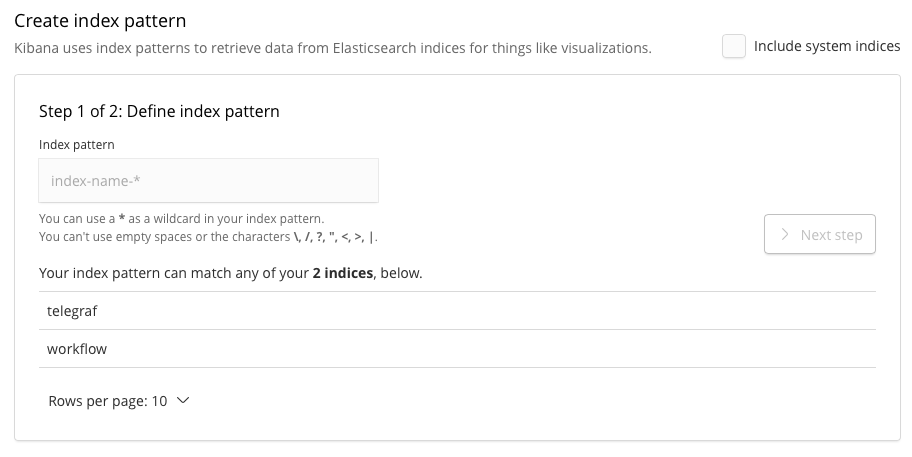 Create index pattern
Kibana uses index patterns to retrieve data from Elasticsearch indices for things like visualizations.
Include system indices
Step 1 of 2: Define index pattern
Index pattern
index-name-*
You can use a * as a wildcard in your index pattern.
You can't use empty spaces or the characters \, /, ?, ", <, >, |.
Next step
Your index pattern can match any of your 2 indices, below.
telegraf
workflow
Rows per page: 10